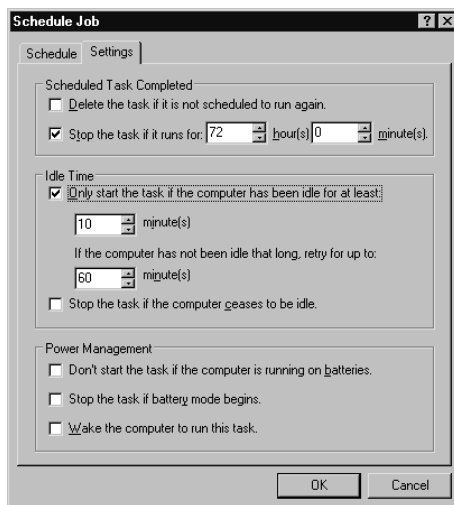 Schedule Job
Schedule Settings
Scheduled Task Completed
Delete the task if it is not scheduled to run again.
Stop the task if it runs for: 72 hour(s) 0 minute(s).
Idle Time
Only start the task if the computer has been idle for at least:
10 minute(s)
If the computer has not been idle that long, retry for up to:
60 minute(s)
Stop the task if the computer ceases to be idle.
Power Management
Don't start the task if the computer is running on batteries.
Stop the task if battery mode begins.
Wake the computer to run this task.
OK Cancel